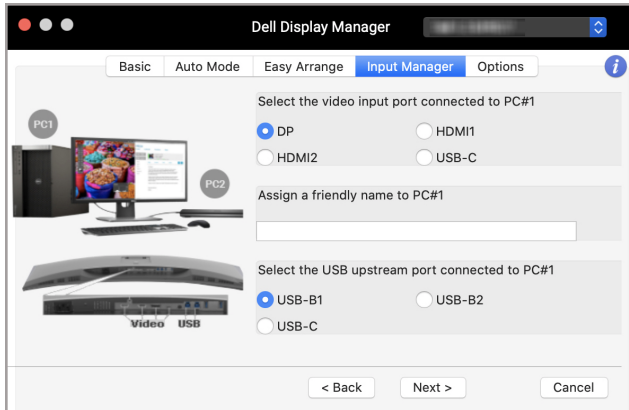 Dell Display Manager
Basic
Auto Mode
Easy Arrange
Input Manager
Options
i
PC1
PC2
Video
USB
Select the video input port connected to PC#1
DP
HDMI1
HDMI2
USB-C
Assign a friendly name to PC#1
Select the USB upstream port connected to PC#1
USB-B1
USB-B2
USB-C
< Back
Next >
Cancel